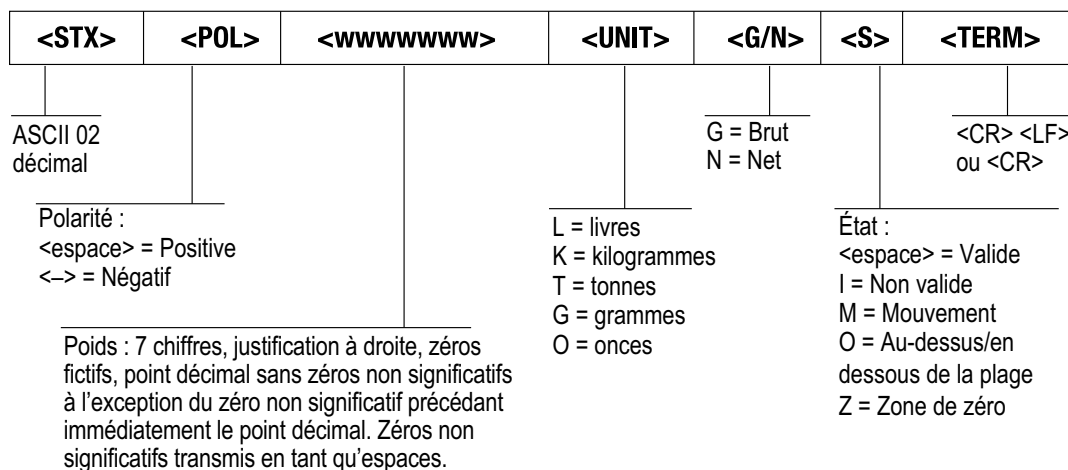 <STX> <POL> <wwwwwww> <UNIT> <G/N> <S> <TERM>
ASCII 02
décimal
Polarité :
<espace> = Positive
<–> = Négatif
Poids : 7 chiffres, justification à droite, zéros
fictifs, point décimal sans zéros non significatifs
à l'exception du zéro non significatif précédant
immédiatement le point décimal. Zéros non
significatifs transmis en tant qu'espaces.
L = livres
K = kilogrammes
T = tonnes
G = grammes
O = onces
G = Brut
N = Net
État :
<espace> = Valide
I = Non valide
M = Mouvement
O = Au-dessus/en
dessous de la plage
Z = Zone de zéro
<CR> <LF>
ou <CR>